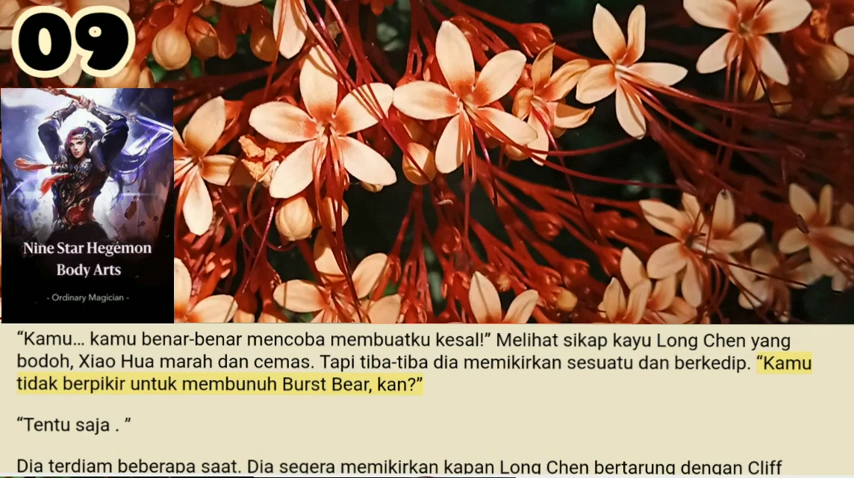 09
Nine Star Hegemon
Body Arts
- Ordinary Magician -
“Kamu... kamu benar-benar mencoba membuatku kesal!” Melihat sikap kayu Long Chen yang
bodoh, Xiao Hua marah dan cemas. Tapi tiba-tiba dia memikirkan sesuatu dan berkedip. “Kamu
tidak berpikir untuk membunuh Burst Bear, kan?”
“Tentu saja . ”
Dia terdiam beberapa saat. Dia segera memikirkan kapan Long Chen bertarung dengan Cliff